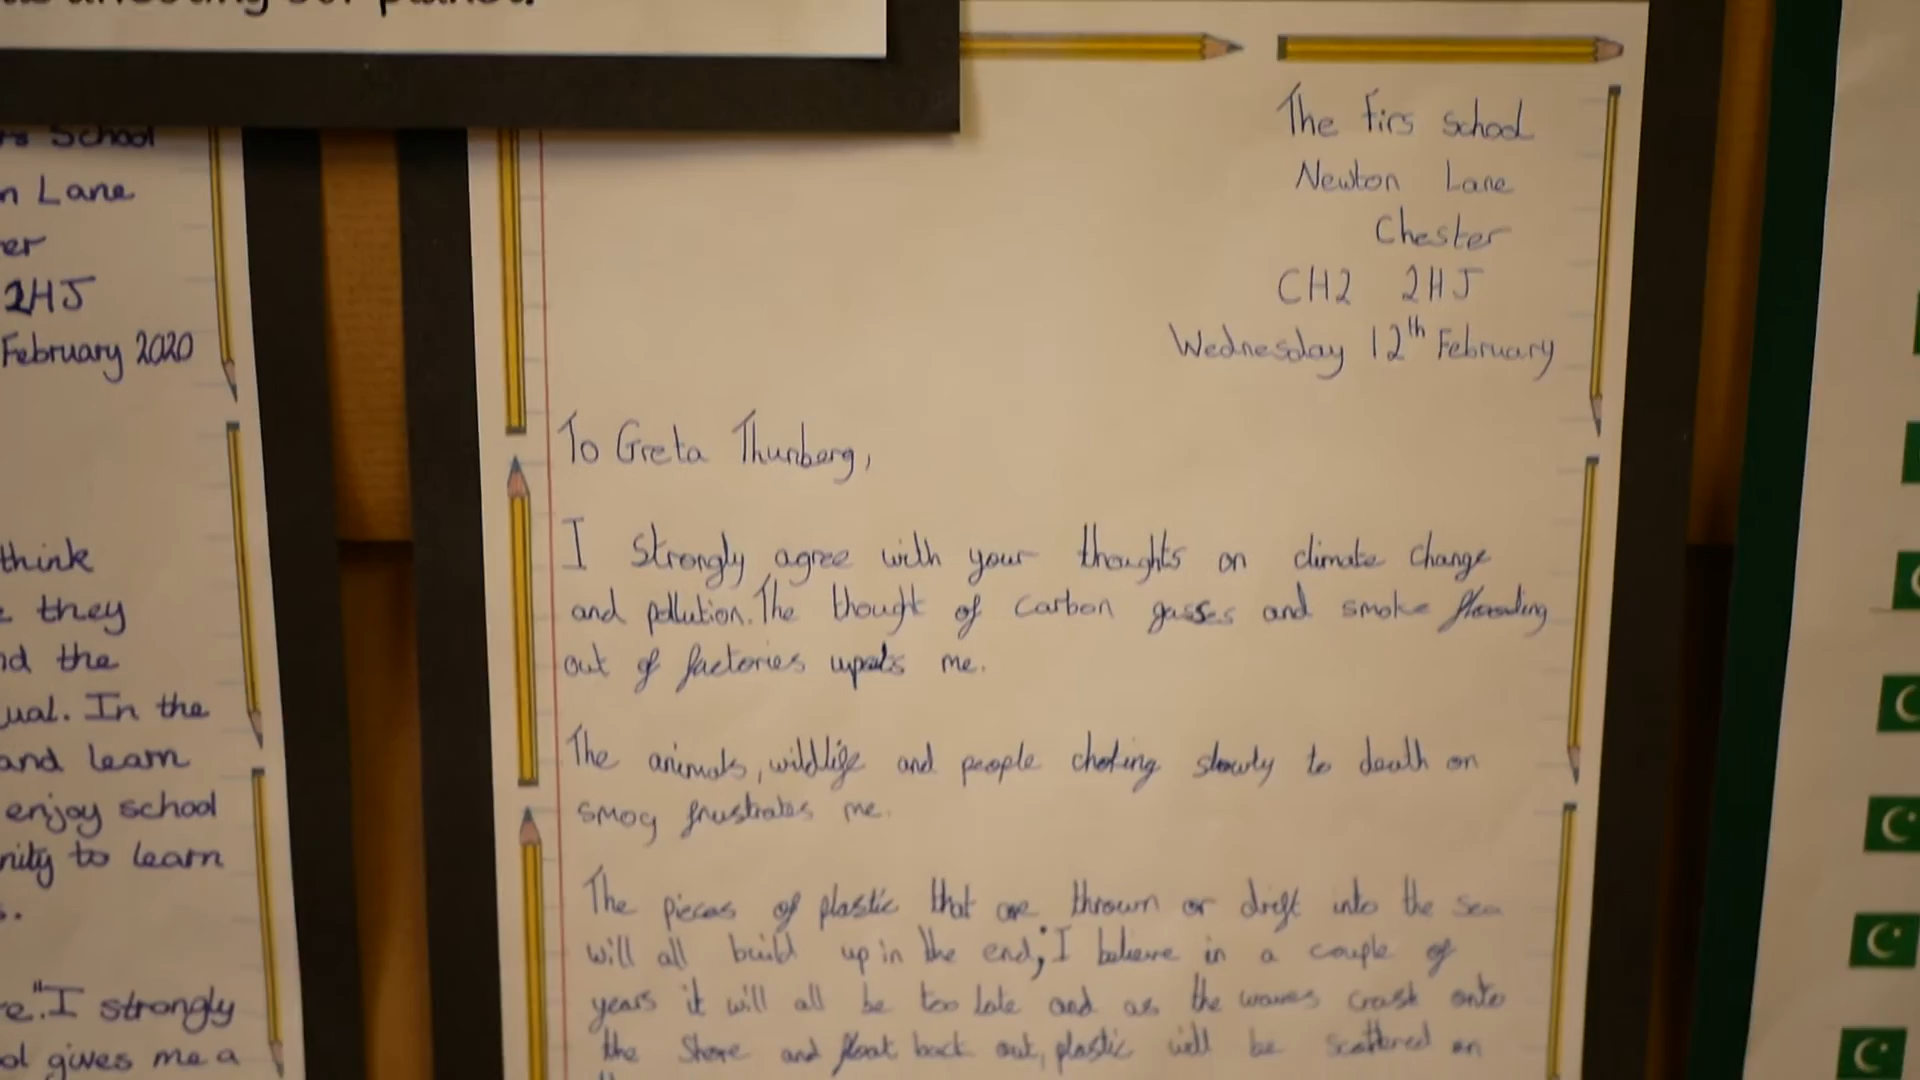 The Firs School
Newton Lane
Chester
CH2 2HJ
Wednesday 12th February
To Greta Thunberg,
I strongly agree with your thoughts on climate change
and pollution. The thought of carbon gasses and smoke flooding
out of factories upsets me.
The animals, wildlife and people choking slowly to death on
smog frustrates me.
The pieces of plastic that are thrown or drift into the sea
will all build up in the end; I believe in a couple of
years it will all be too late and as the waves crash onto
the shore and float back out, plastic will be scattered on
School
Lane
2HJ
February 2020
think
they
the
In the
and learn
enjoy school
to learn
"I strongly
gives me a